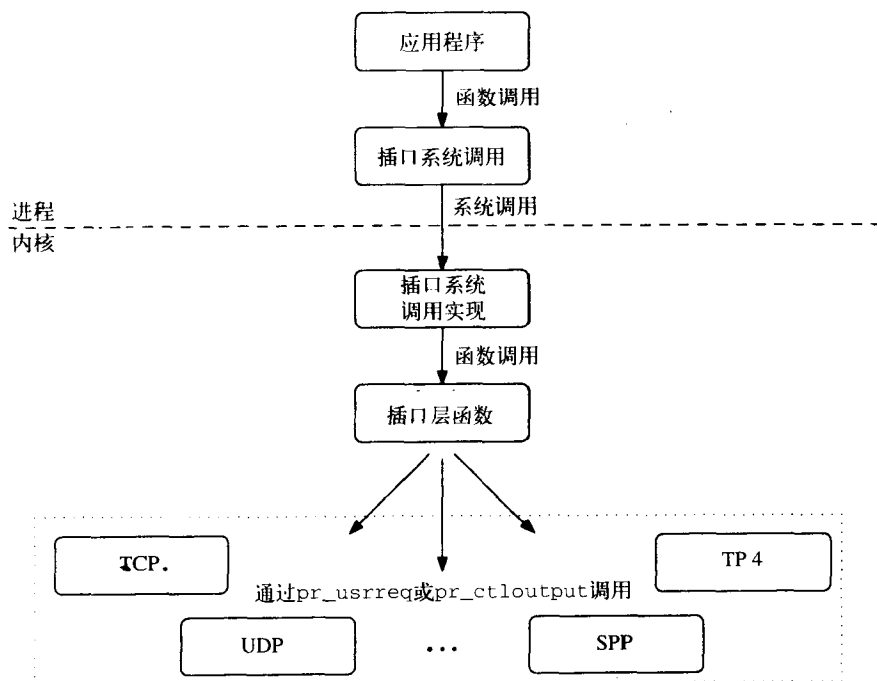 应用程序
函数调用
插口系统调用
系统调用
进程
内核
插口系统
调用实现
函数调用
插口层函数
TCP
TP 4
通过pr_usrreq或pr_ctloutput调用
UDP
...
SPP